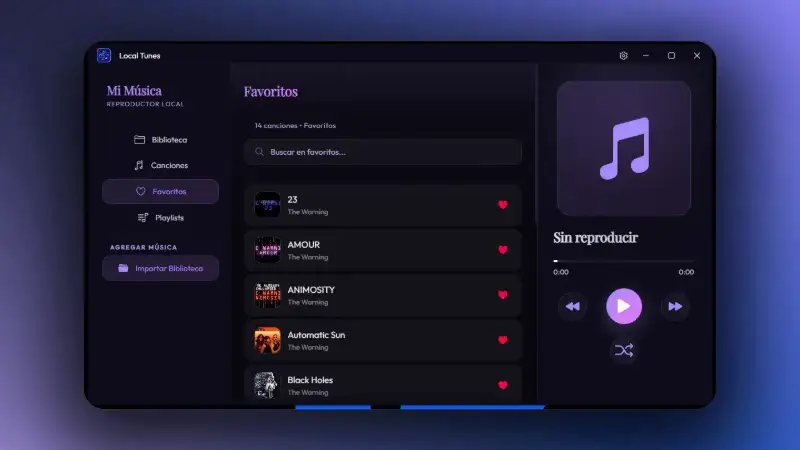 Local Tunes
Mi Música
REPRODUCTOR LOCAL
Biblioteca
Canciones
Favoritos
Playlists
AGREGAR MÚSICA
Importar Biblioteca
Favoritos
14 canciones • Favoritos
Buscar en favoritos...
23
The Warning
AMOUR
The Warning
ANIMOSITY
The Warning
Automatic Sun
The Warning
Black Holes
The Warning
Sin reproducir
0:00
0:00